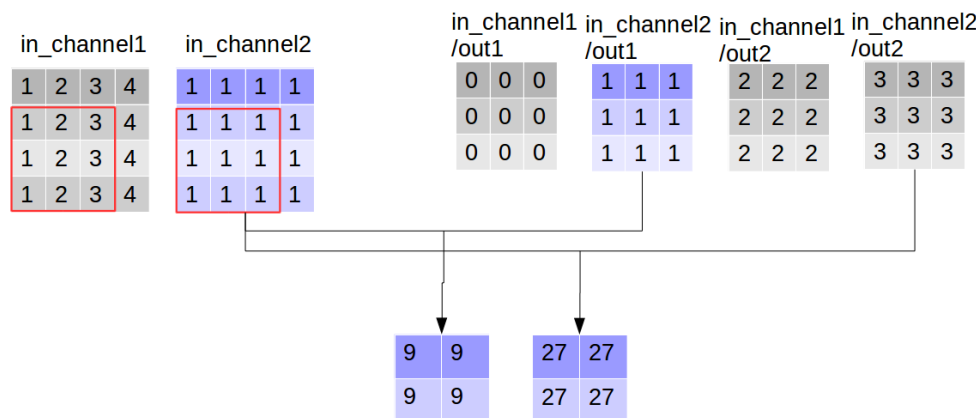 in_channel1
in_channel2
in_channel1
/out1
in_channel2
/out1
in_channel1
/out2
in_channel2
/out2
1 2 3 4
1 2 3 4
1 2 3 4
1 2 3 4
1 1 1 1
1 1 1 1
1 1 1 1
1 1 1 1
0 0 0
0 0 0
0 0 0
1 1 1
1 1 1
1 1 1
2 2 2
2 2 2
2 2 2
3 3 3
3 3 3
3 3 3
9 9
9 9
27 27
27 27